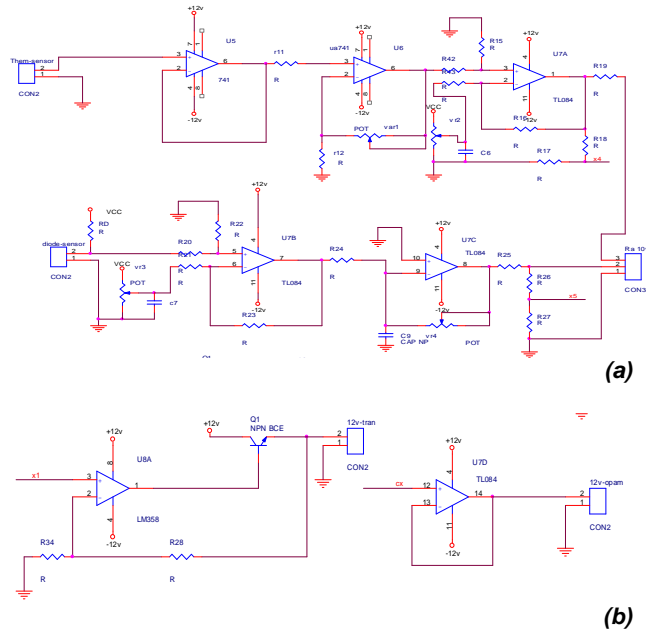 +12v
U5
Them-sensor
2
1
CON2
3
2
7
1
+
-
6
4
8
741
-12v
r11
R
+12v
ua741
U6
3
2
7
1
+
-
6
4
8
-12v
r12
R
POT
var1
R15
R
R42
R
VCC
vr2
C6
+12v
U7A
3
2
4
+
-
1
11
TL084
R
R17
R
R18
R
x4
R19
R
VCC
RD
R
diode-sensor
2
1
CON2
VCC
vr3
POT
c7
R20
R21
R
R22
R
+12v
U7B
5
6
4
+
-
7
11
TL084
-12v
R23
R
R24
R
+12v
U7C
TL084
10
9
4
+
-
8
11
-12v
C9
CAP NP
vr4
POT
R25
R
R26
R
x5
R27
R
3
2
1
CON3
(a)
x1
+12v
U8A
3
2
8
+
-
1
4
LM358
-12v
R34
R
R28
R
+12v
Q1
NPN BCE
12v-tran
2
1
CON2
cx
+12v
U7D
TL084
12
13
4
+
-
14
11
-12v
12v-opam
2
1
CON2
(b)